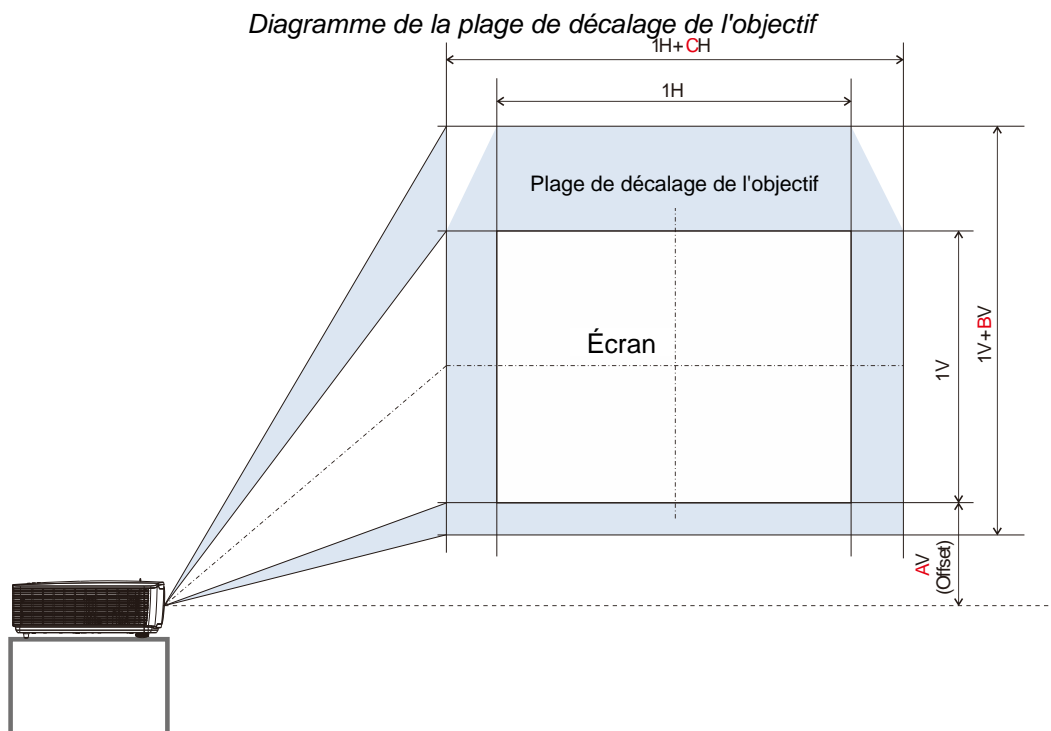 Diagramme de la plage de décalage de l'objectif
1H+CH
1H
Plage de décalage de l'objectif
Écran
1V
1V+BV
AV
(Offset)